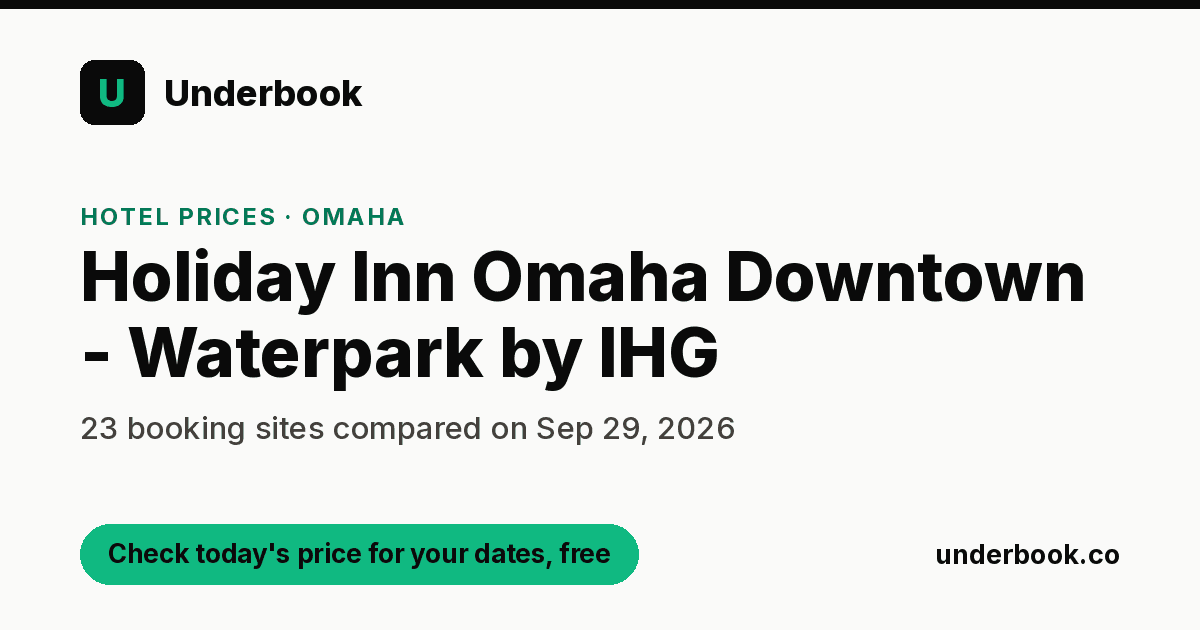 U Underbook
HOTEL PRICES · OMAHA
Holiday Inn Omaha Downtown
- Waterpark by IHG
23 booking sites compared on Sep 29, 2026
Check today's price for your dates, free
underbook.co